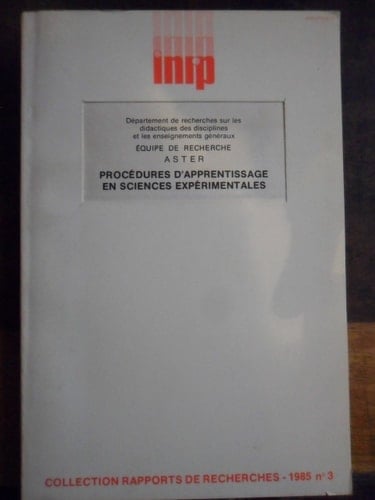 inrp
Département de recherches sur les
didactiques des disciplines
et les enseignements généraux
ÉQUIPE DE RECHERCHE
ASTER
PROCÉDURES D'APPRENTISSAGE
EN SCIENCES EXPÉRIMENTALES
COLLECTION RAPPORTS DE RECHERCHES - 1985 n° 3